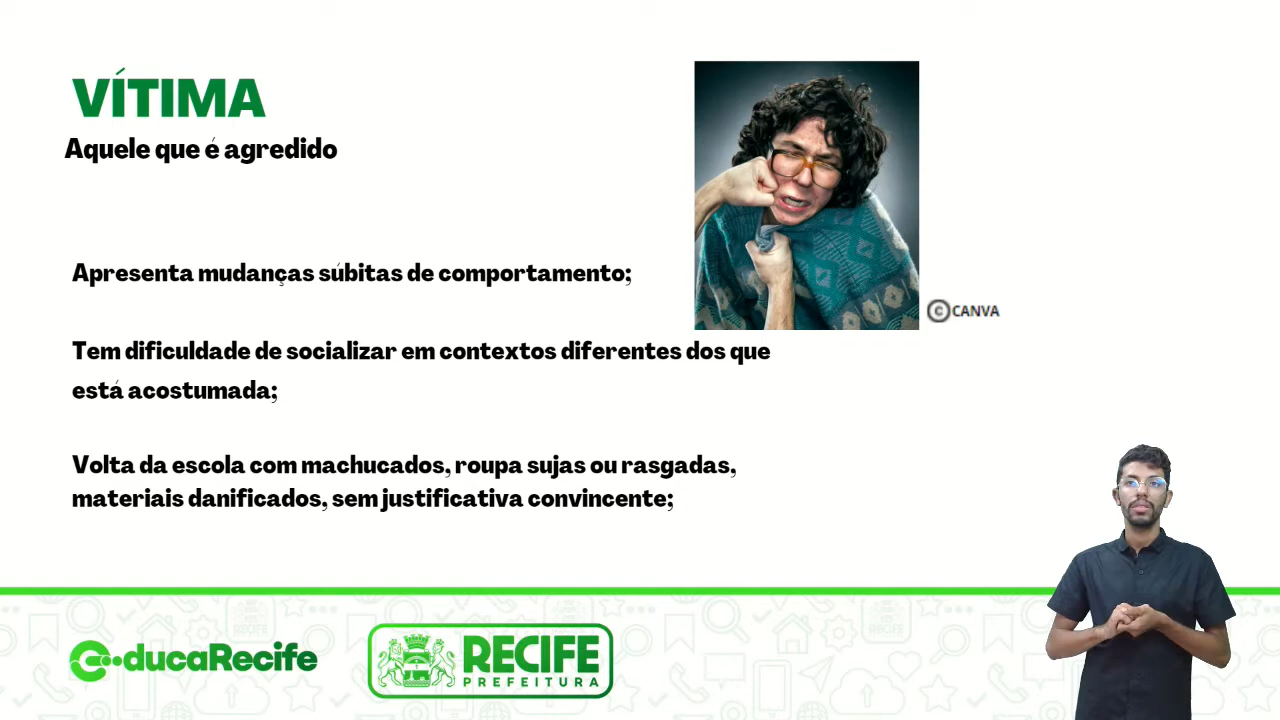 VÍTIMA
Aquele que é agredido
Apresenta mudanças súbitas de comportamento;
©CANVA
Tem dificuldade de socializar em contextos diferentes dos que
está acostumada;
Volta da escola com machucados, roupa sujas ou rasgadas,
materiais danificados, sem justificativa convincente;
ducaRecife
RECIFE
PREFEITURA